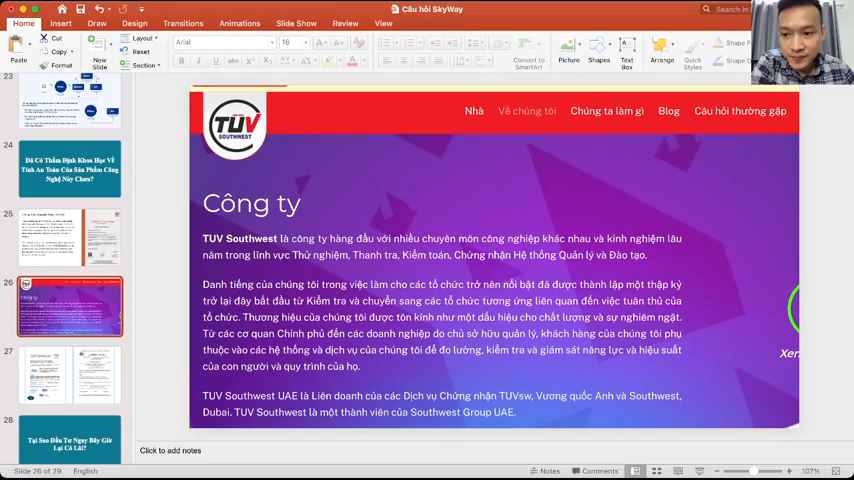 Câu hỏi SkyWay
Search in
Home Insert Draw Design Transitions Animations Slide Show Review View
Paste
Cut
Copy
Format
New
Slide
Layout
Reset
Section
Arial
16
Convert to
SmartArt
Picture
Shapes
Text
Box
Arrange
Quick
Styles
Shape F
Shape O
23
24
Đã Có Thẩm Định Khoa Học Về
Tính An Toàn Của Sản Phẩm Công
Nghệ Này Chưa?
25
26
Công ty
27
28
Tại Sao Đầu Tư Ngay Bây Giờ
Lại Có Lãi?
TUV
SOUTHWEST
Nhà Về chúng tôi Chúng ta làm gì Blog Câu hỏi thường gặp
Công ty
TUV Southwest là công ty hàng đầu với nhiều chuyên môn công nghiệp khác nhau và kinh nghiệm lâu
năm trong lĩnh vực Thử nghiệm, Thanh tra, Kiểm toán, Chứng nhận Hệ thống Quản lý và Đào tạo.
Danh tiếng của chúng tôi trong việc làm cho các tổ chức trở nên nổi bật đã được thành lập một thập kỷ
trở lại đây bắt đầu từ Kiểm tra và chuyển sang các tổ chức tương ứng liên quan đến việc tuân thủ của
tổ chức. Thương hiệu của chúng tôi được tôn kính như một dấu hiệu cho chất lượng và sự nghiêm ngặt.
Từ các cơ quan Chính phủ đến các doanh nghiệp do chủ sở hữu quản lý, khách hàng của chúng tôi phụ
thuộc vào các hệ thống và dịch vụ của chúng tôi để đo lường, kiểm tra và giám sát năng lực và hiệu suất
của con người và quy trình của họ.
TUV Southwest UAE là Liên doanh của các Dịch vụ Chứng nhận TUVsw, Vương quốc Anh và Southwest,
Dubai. TUV Southwest là một thành viên của Southwest Group UAE.
Xen
Click to add notes
Slide 26 of 29 English Notes Comments 107%